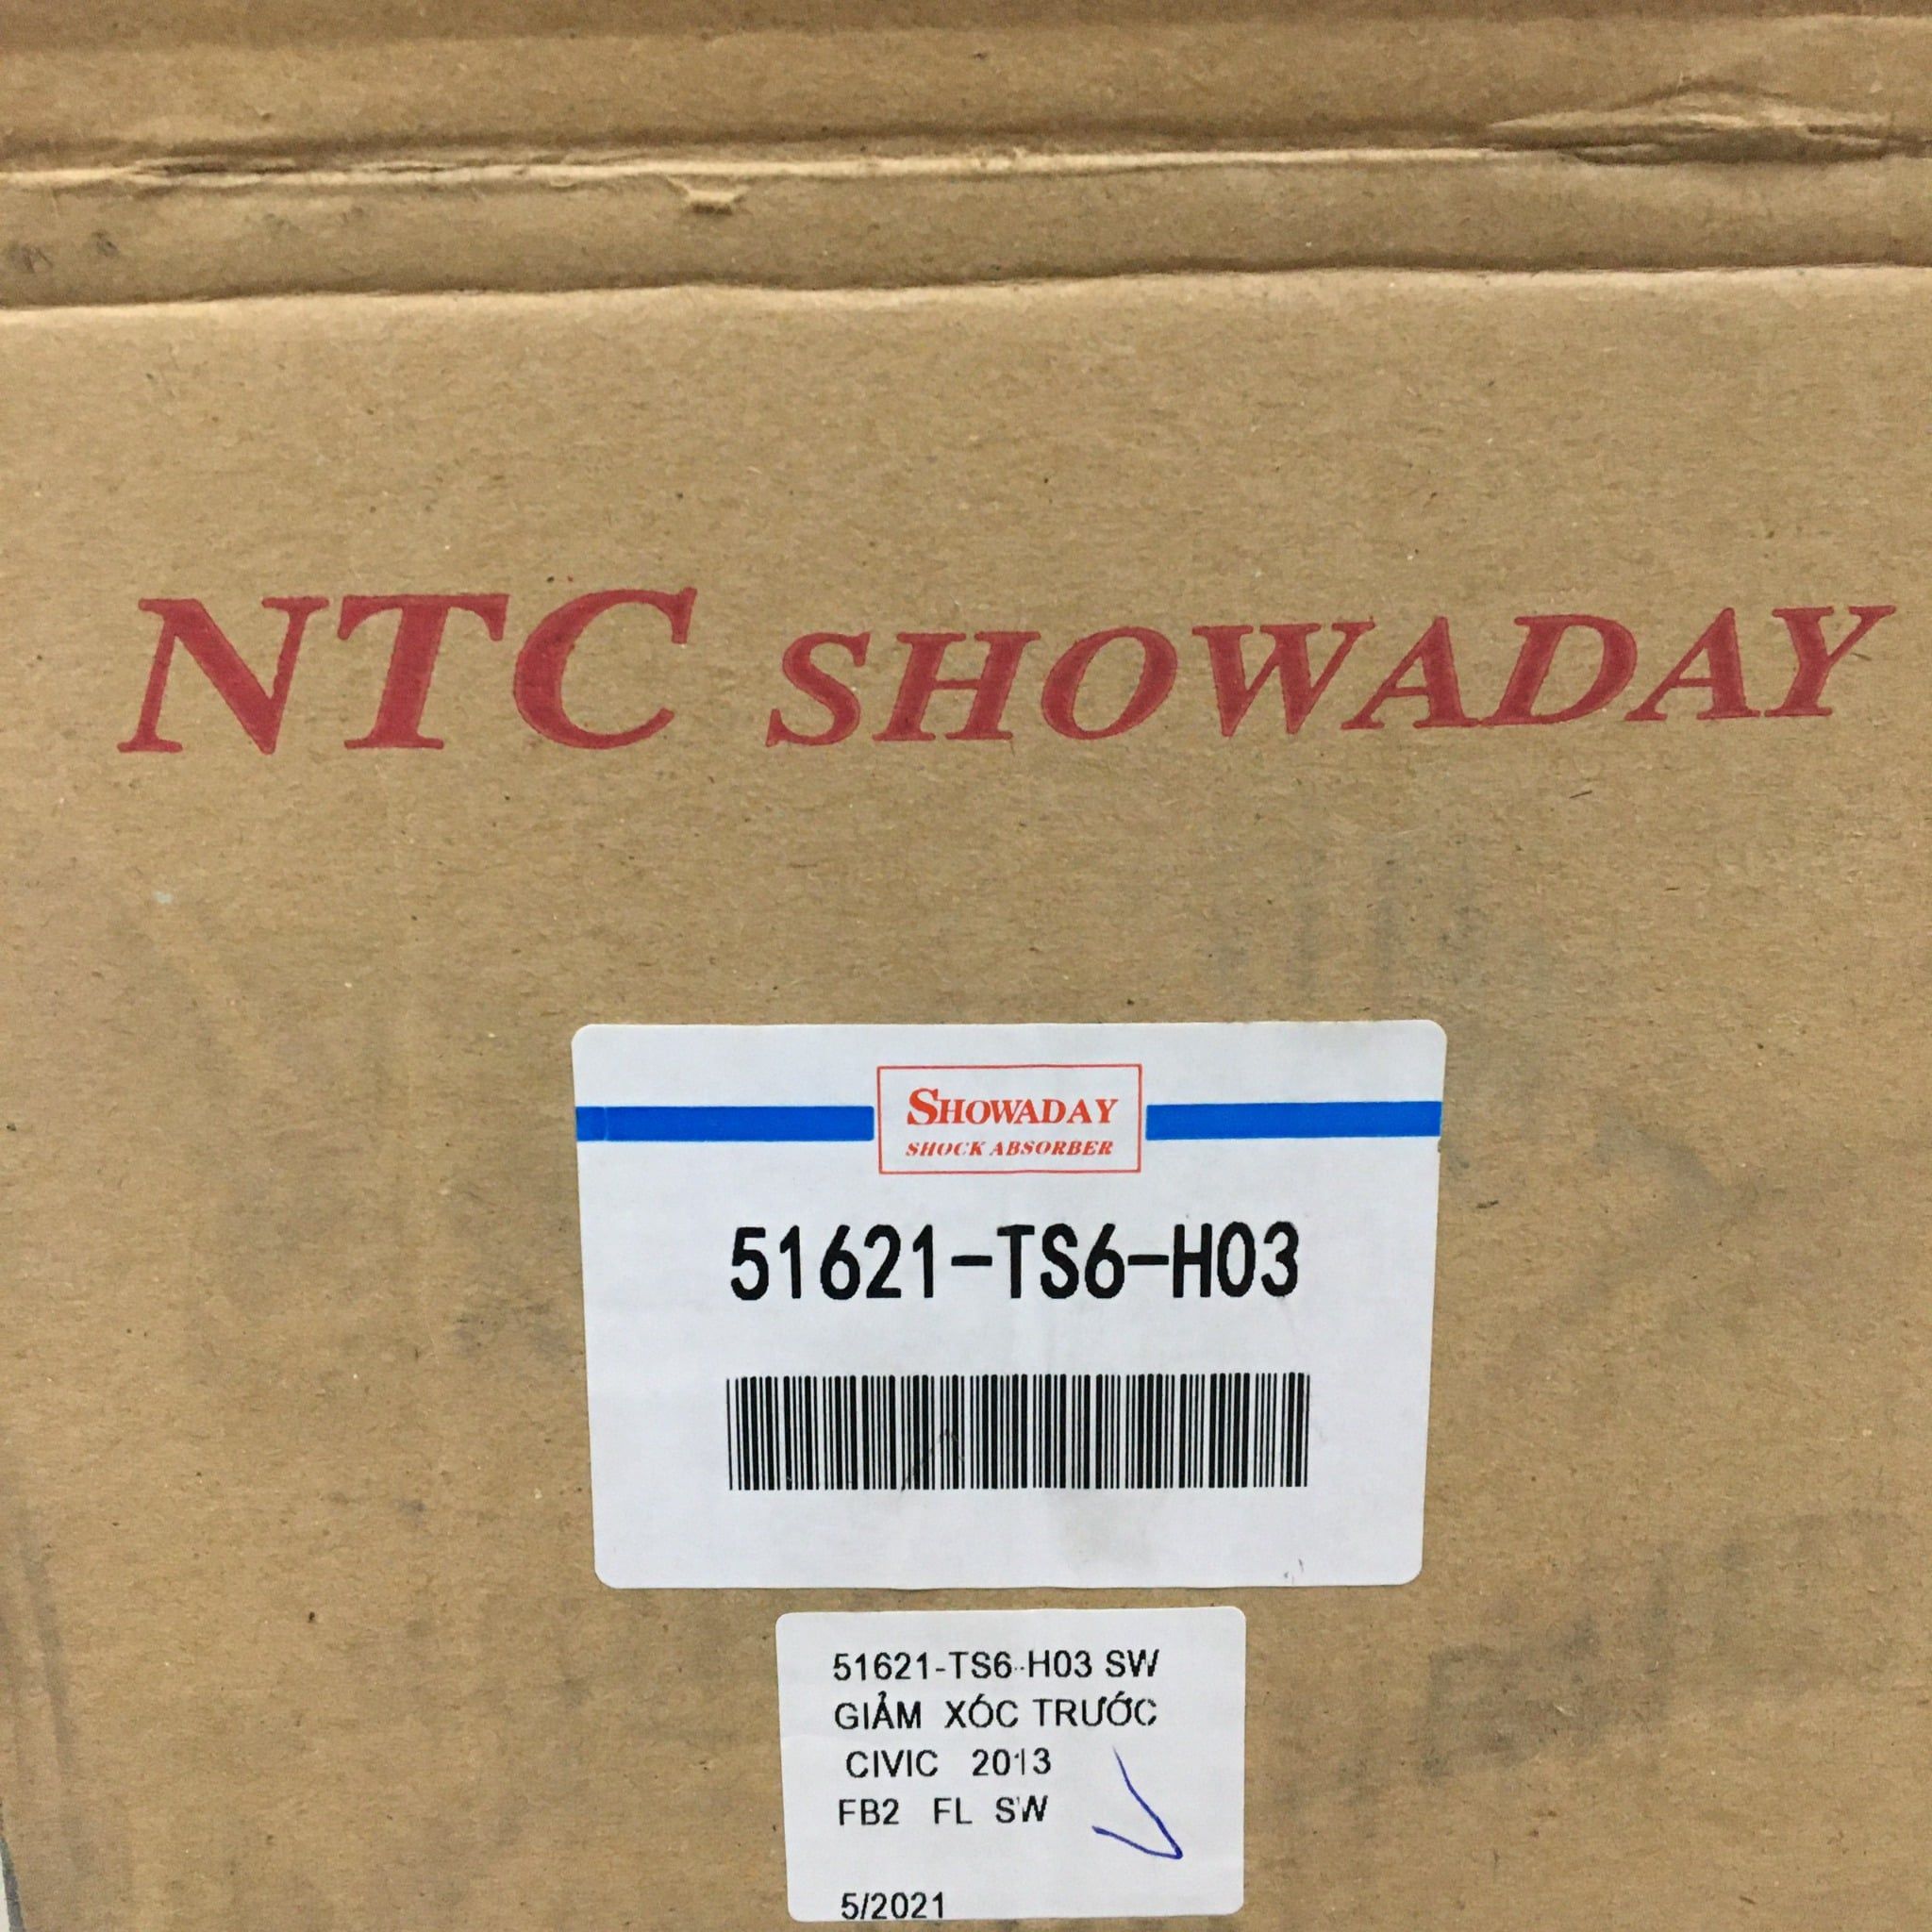 NTC SHOWADAY
SHOWADAY
SHOCK ABSORBER
51621-TS6-H03
51621-TS6-H03 SW
GIẢM XÓC TRƯỚC
CIVIC 2013
FB2 FL SW
5/2021